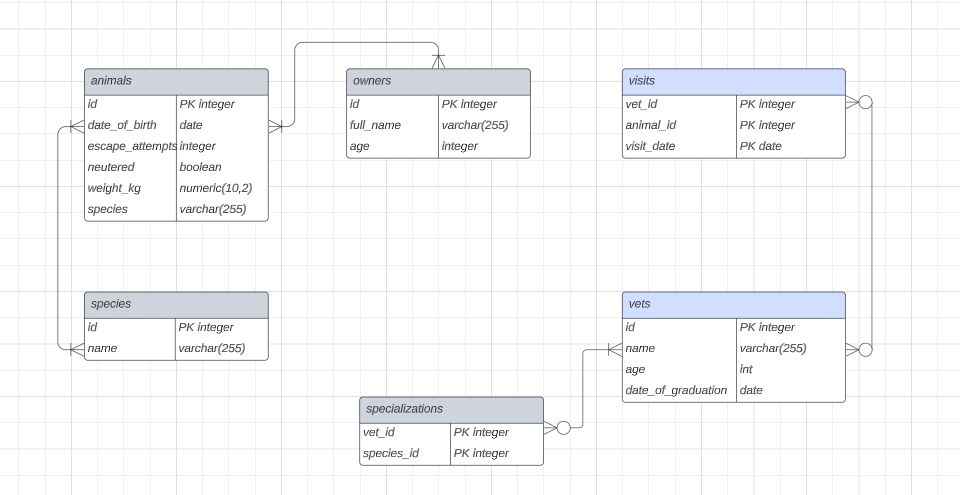 animals
id PK integer
date_of_birth date
escape_attempts integer
neutered boolean
weight_kg numeric(10,2)
species varchar(255)
owners
id PK integer
full_name varchar(255)
age integer
visits
vet_id PK integer
animal_id PK integer
visit_date PK date
species
id PK integer
name varchar(255)
vets
id PK integer
name varchar(255)
age int
date_of_graduation date
specializations
vet_id PK integer
species_id PK integer